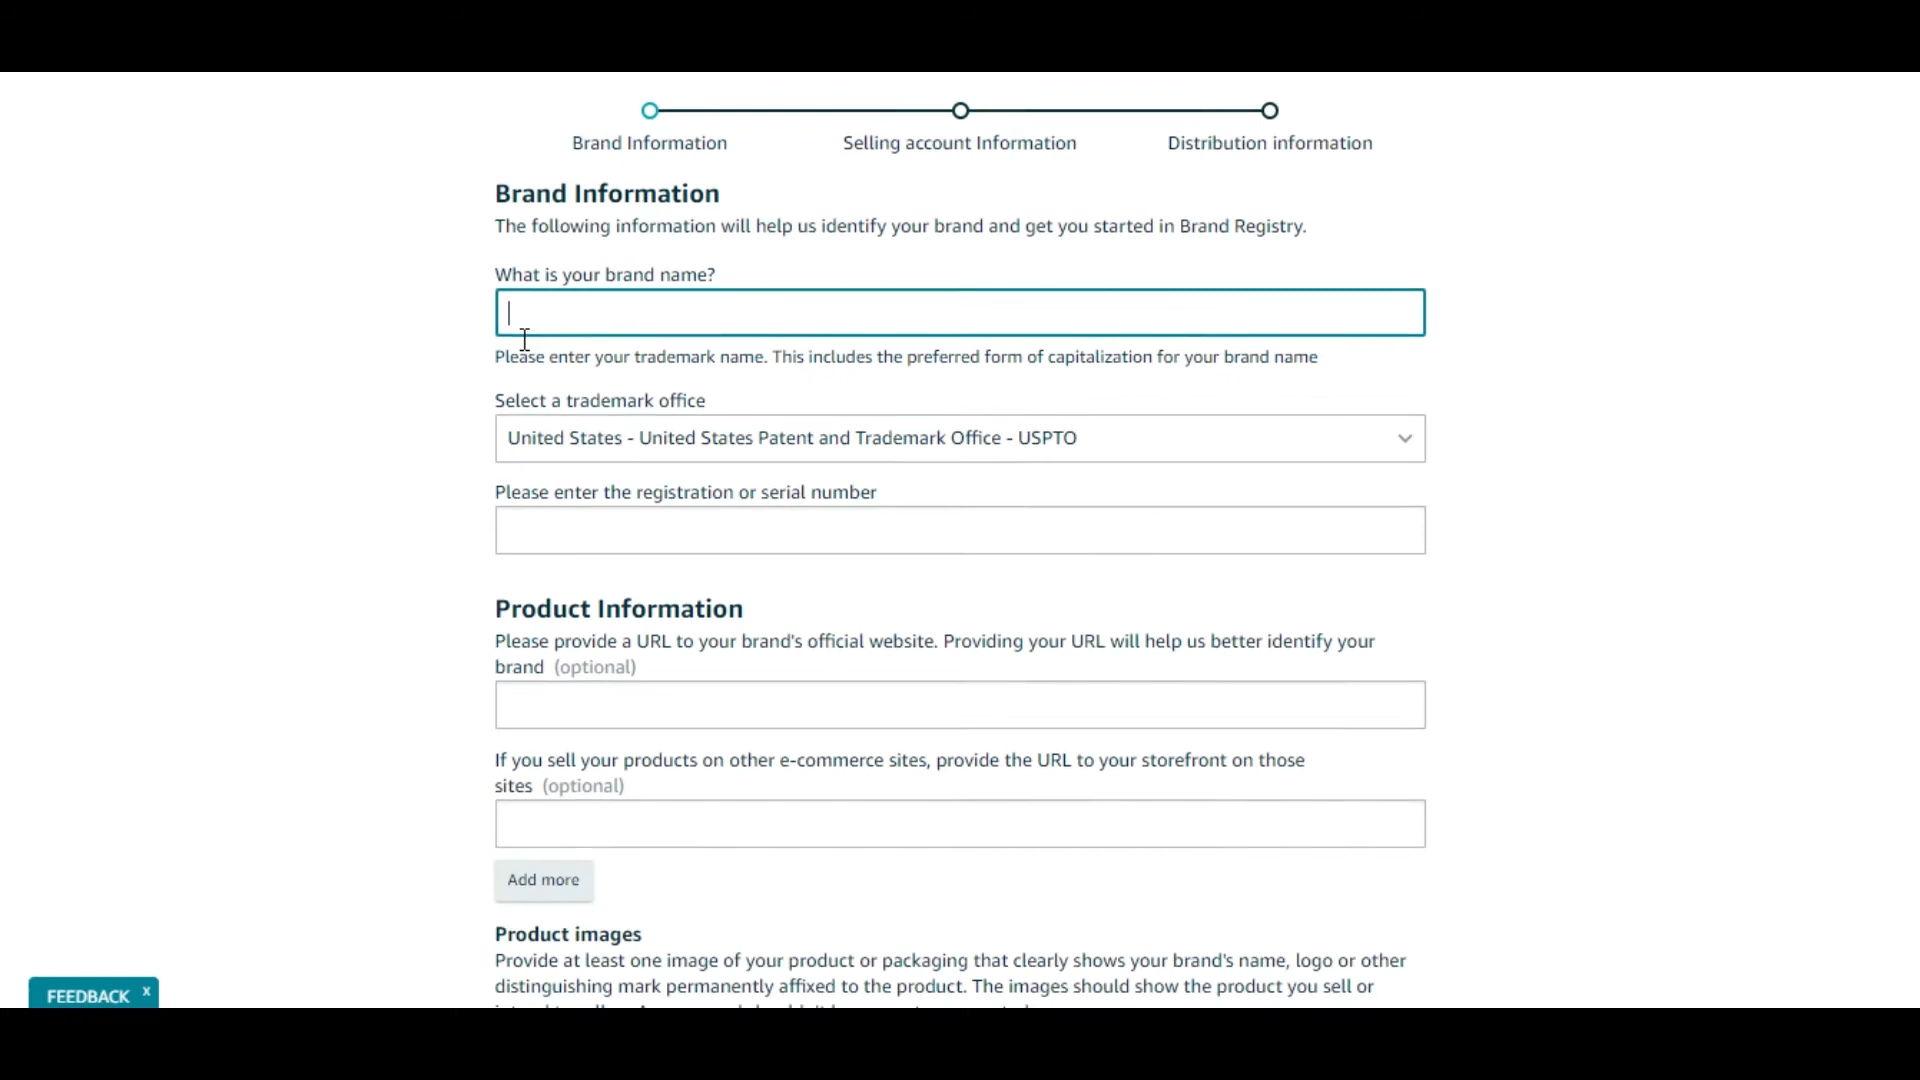 Brand Information
Selling account Information
Distribution information
Brand Information
The following information will help us identify your brand and get you started in Brand Registry.
What is your brand name?
Please enter your trademark name. This includes the preferred form of capitalization for your brand name
Select a trademark office
United States - United States Patent and Trademark Office - USPTO
Please enter the registration or serial number
Product Information
Please provide a URL to your brand's official website. Providing your URL will help us better identify your
brand (optional)
If you sell your products on other e-commerce sites, provide the URL to your storefront on those
sites (optional)
Add more
Product images
Provide at least one image of your product or packaging that clearly shows your brand's name, logo or other
distinguishing mark permanently affixed to the product. The images should show the product you sell or
FEEDBACK x